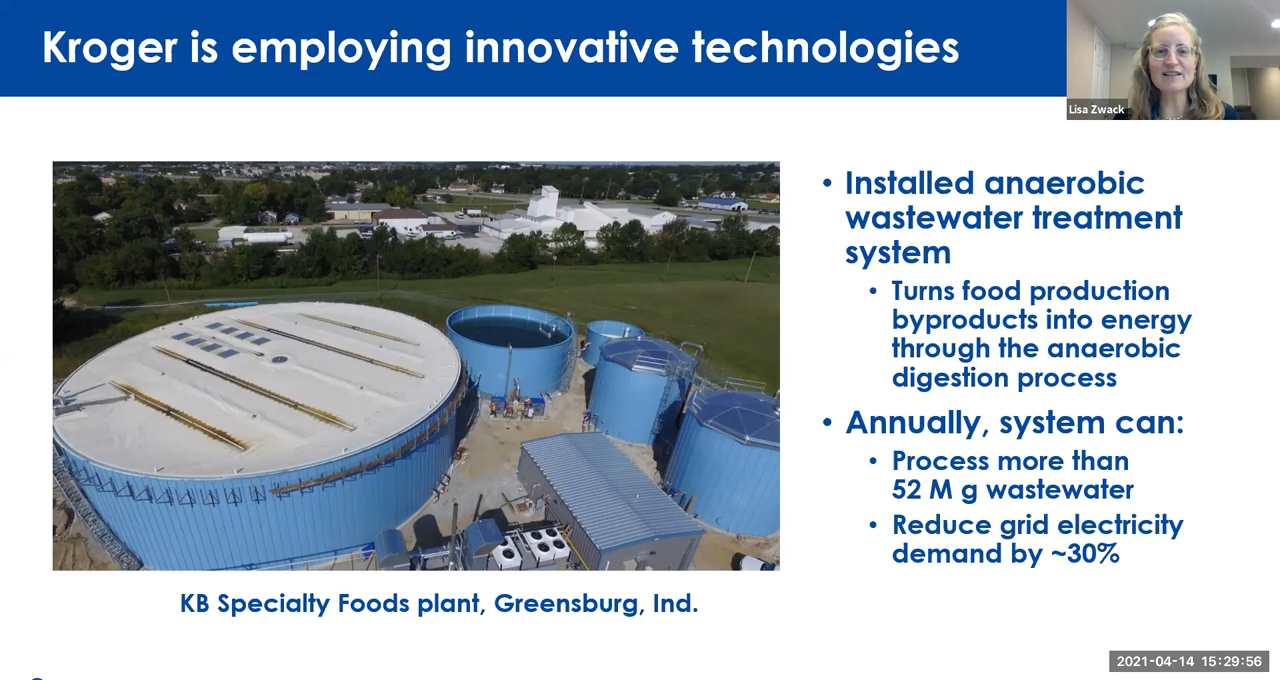 Kroger is employing innovative technologies
Lisa Zwack
• Installed anaerobic
wastewater treatment
system
• Turns food production
byproducts into energy
through the anaerobic
digestion process
• Annually, system can:
• Process more than
52 M g wastewater
• Reduce grid electricity
demand by ~30%
KB Specialty Foods plant, Greensburg, Ind.
2021-04-14 15:29:56